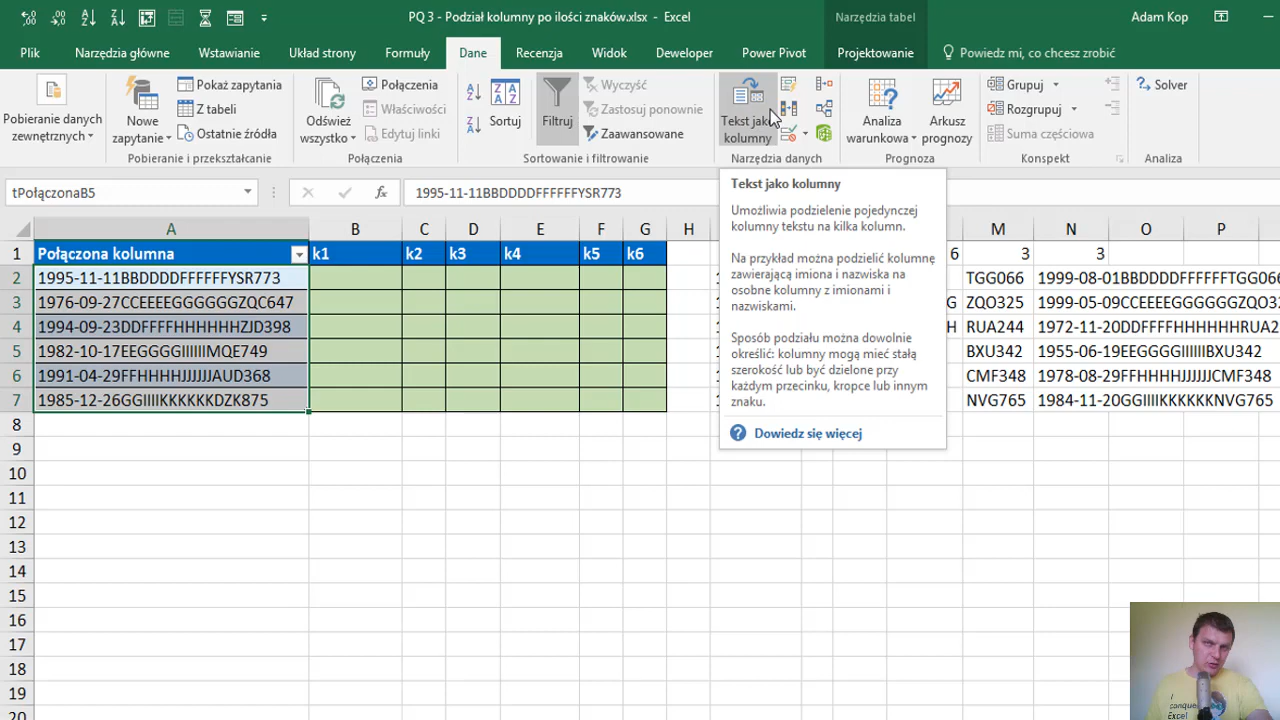 PQ 3 - Podział kolumny po ilości znaków.xlsx - Excel
Narzędzia tabel
Adam Kop
Plik
Narzędzia główne
Wstawianie
Układ strony
Formuły
Dane
Recenzja
Widok
Deweloper
Power Pivot
Projektowanie
Powiedz mi, co chcesz zrobić
Pobieranie danych
zewnętrznych
Nowe
zapytanie
Pokaż zapytania
Z tabeli
Ostatnie źródła
Pobieranie i przekształcanie
Odśwież
wszystko
Połączenia
Właściwości
Edytuj linki
Połączenia
Sortuj
Filtruj
Wyczyść
Zastosuj ponownie
Zaawansowane
Sortowanie i filtrowanie
Tekst jako
kolumny
Narzędzia danych
Analiza
warunkowa
Arkusz
prognozy
Prognoza
Grupuj
Rozgrupuj
Suma częściowa
Konspekt
Solver
Analiza
tPołączonaB5
fx
1995-11-11BBDDDDFFFFFFYSR773
Tekst jako kolumny
Umożliwia podzielenie pojedynczej
kolumny tekstu na kilka kolumn.
Na przykład można podzielić kolumnę
zawierającą imiona i nazwiska na
osobne kolumny z imionami i
nazwiskami.
Sposób podziału można dowolnie
określić: kolumny mogą mieć stałą
szerokość lub być dzielone przy
każdym przecinku, kropce lub innym
znaku.
Dowiedz się więcej
A B C D E F G H M N O P
1 Połączona kolumna k1 k2 k3 k4 k5 k6 6 3 3
2 1995-11-11BBDDDDFFFFFFYSR773 TGG066 1999-08-01BBDDDDFFFFFFTGG066
3 1976-09-27CCEEEEGGGGGGZQC647 G ZQO325 1999-05-09CCEEEEGGGGGGZQO32
4 1994-09-23DDFFFFHHHHHHZJD398 H RUA244 1972-11-20DDFFFFHHHHHHRUA2
5 1982-10-17EEGGGGIIIIIIMQE749 BXU342 1955-06-19EEGGGGIIIIIIBXU342
6 1991-04-29FFHHHHJJJJJJAUD368 CMF348 1978-08-29FFHHHHJJJJJJCMF348
7 1985-12-26GGIIIIKKKKKKDZK875 NVG765 1984-11-20GGIIIIKKKKKKNVG765
8
9
10
11
12
13
14
15
16
17
18
19
20
I
conquer
Excel